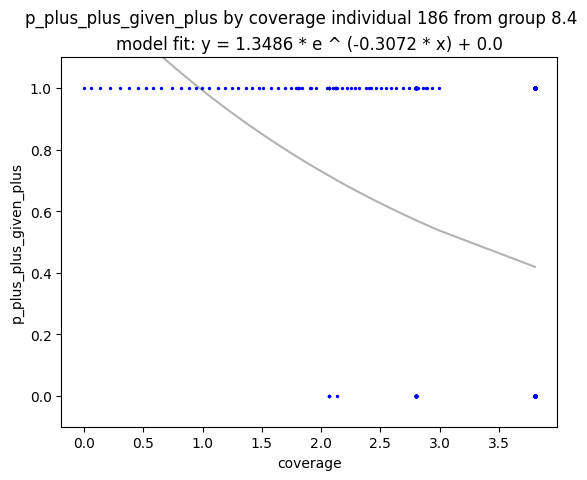 p_plus_plus_given_plus by coverage individual 186 from group 8.4
model fit: y = 1.3486 * e ^ (-0.3072 * x) + 0.0
1.0
0.8
0.6
0.4
0.2
0.0
p_plus_plus_given_plus
0.0 0.5 1.0 1.5 2.0 2.5 3.0 3.5
coverage